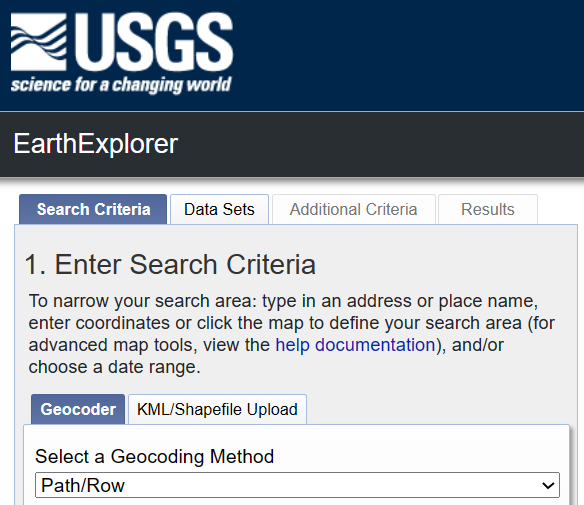 USGS
science for a changing world
EarthExplorer
Search Criteria Data Sets Additional Criteria Results
1. Enter Search Criteria
To narrow your search area: type in an address or place name,
enter coordinates or click the map to define your search area (for
advanced map tools, view the help documentation), and/or
choose a date range.
Geocoder KML/Shapefile Upload
Select a Geocoding Method
Path/Row